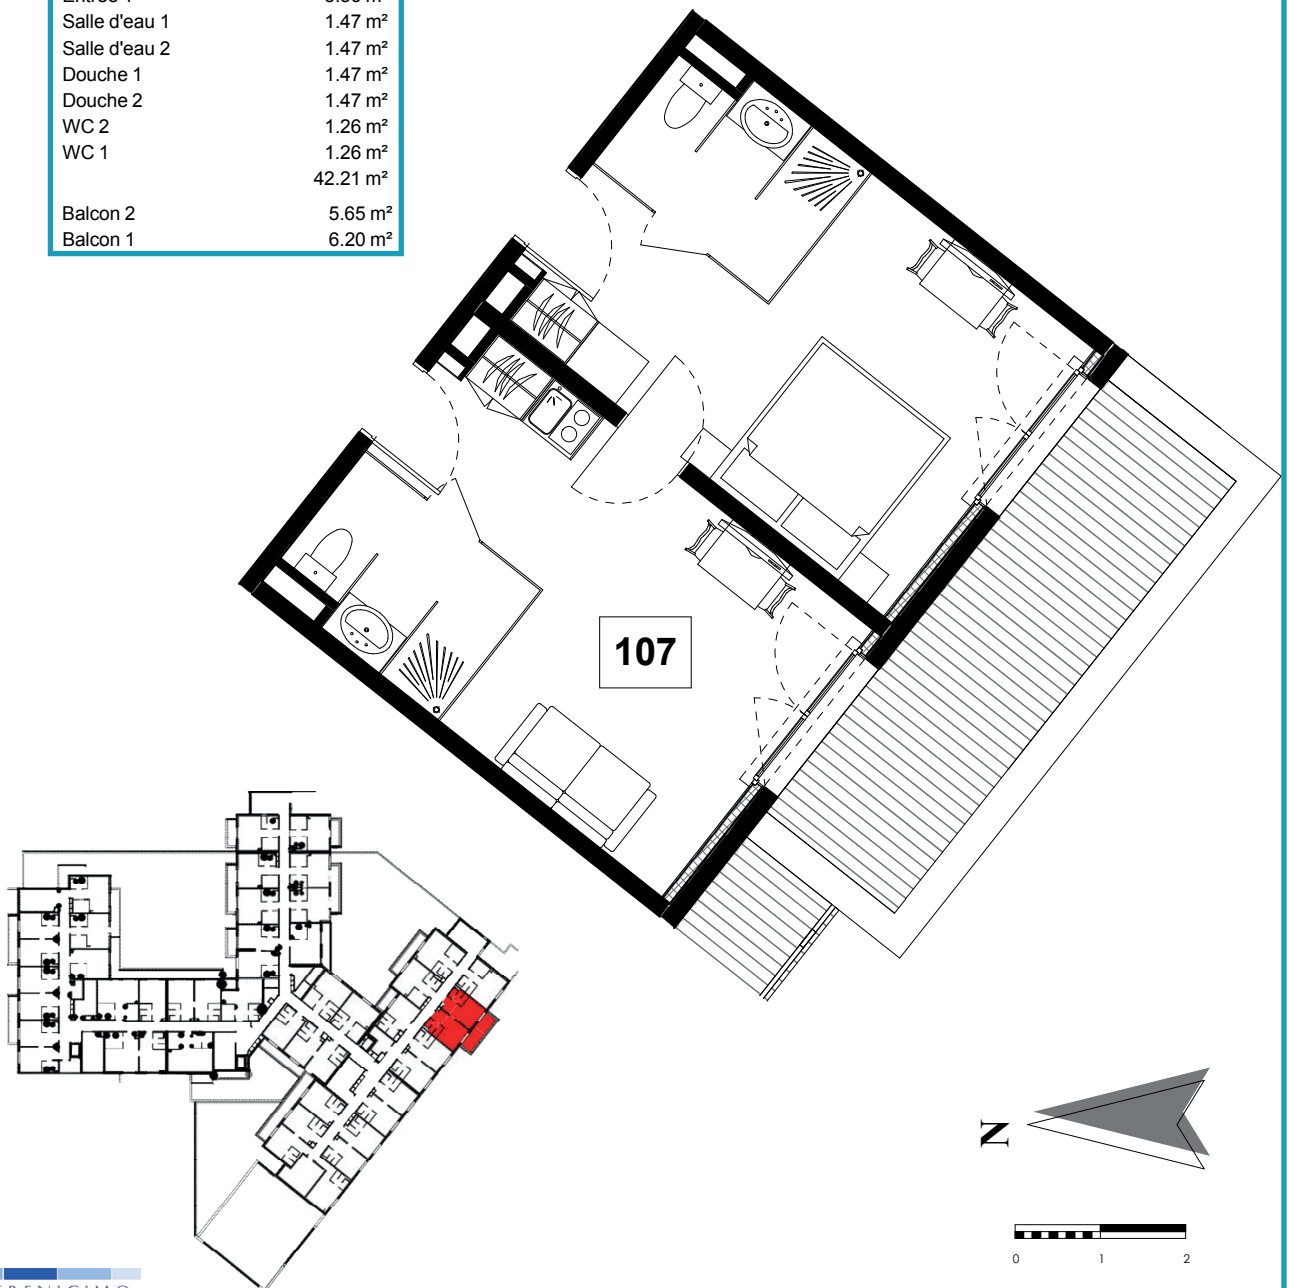 Salle d'eau 1 1.47 m²
Salle d'eau 2 1.47 m²
Douche 1 1.47 m²
Douche 2 1.47 m²
WC 2 1.26 m²
WC 1 1.26 m²
42.21 m²
Balcon 2 5.65 m²
Balcon 1 6.20 m²
107
N
0 1 2